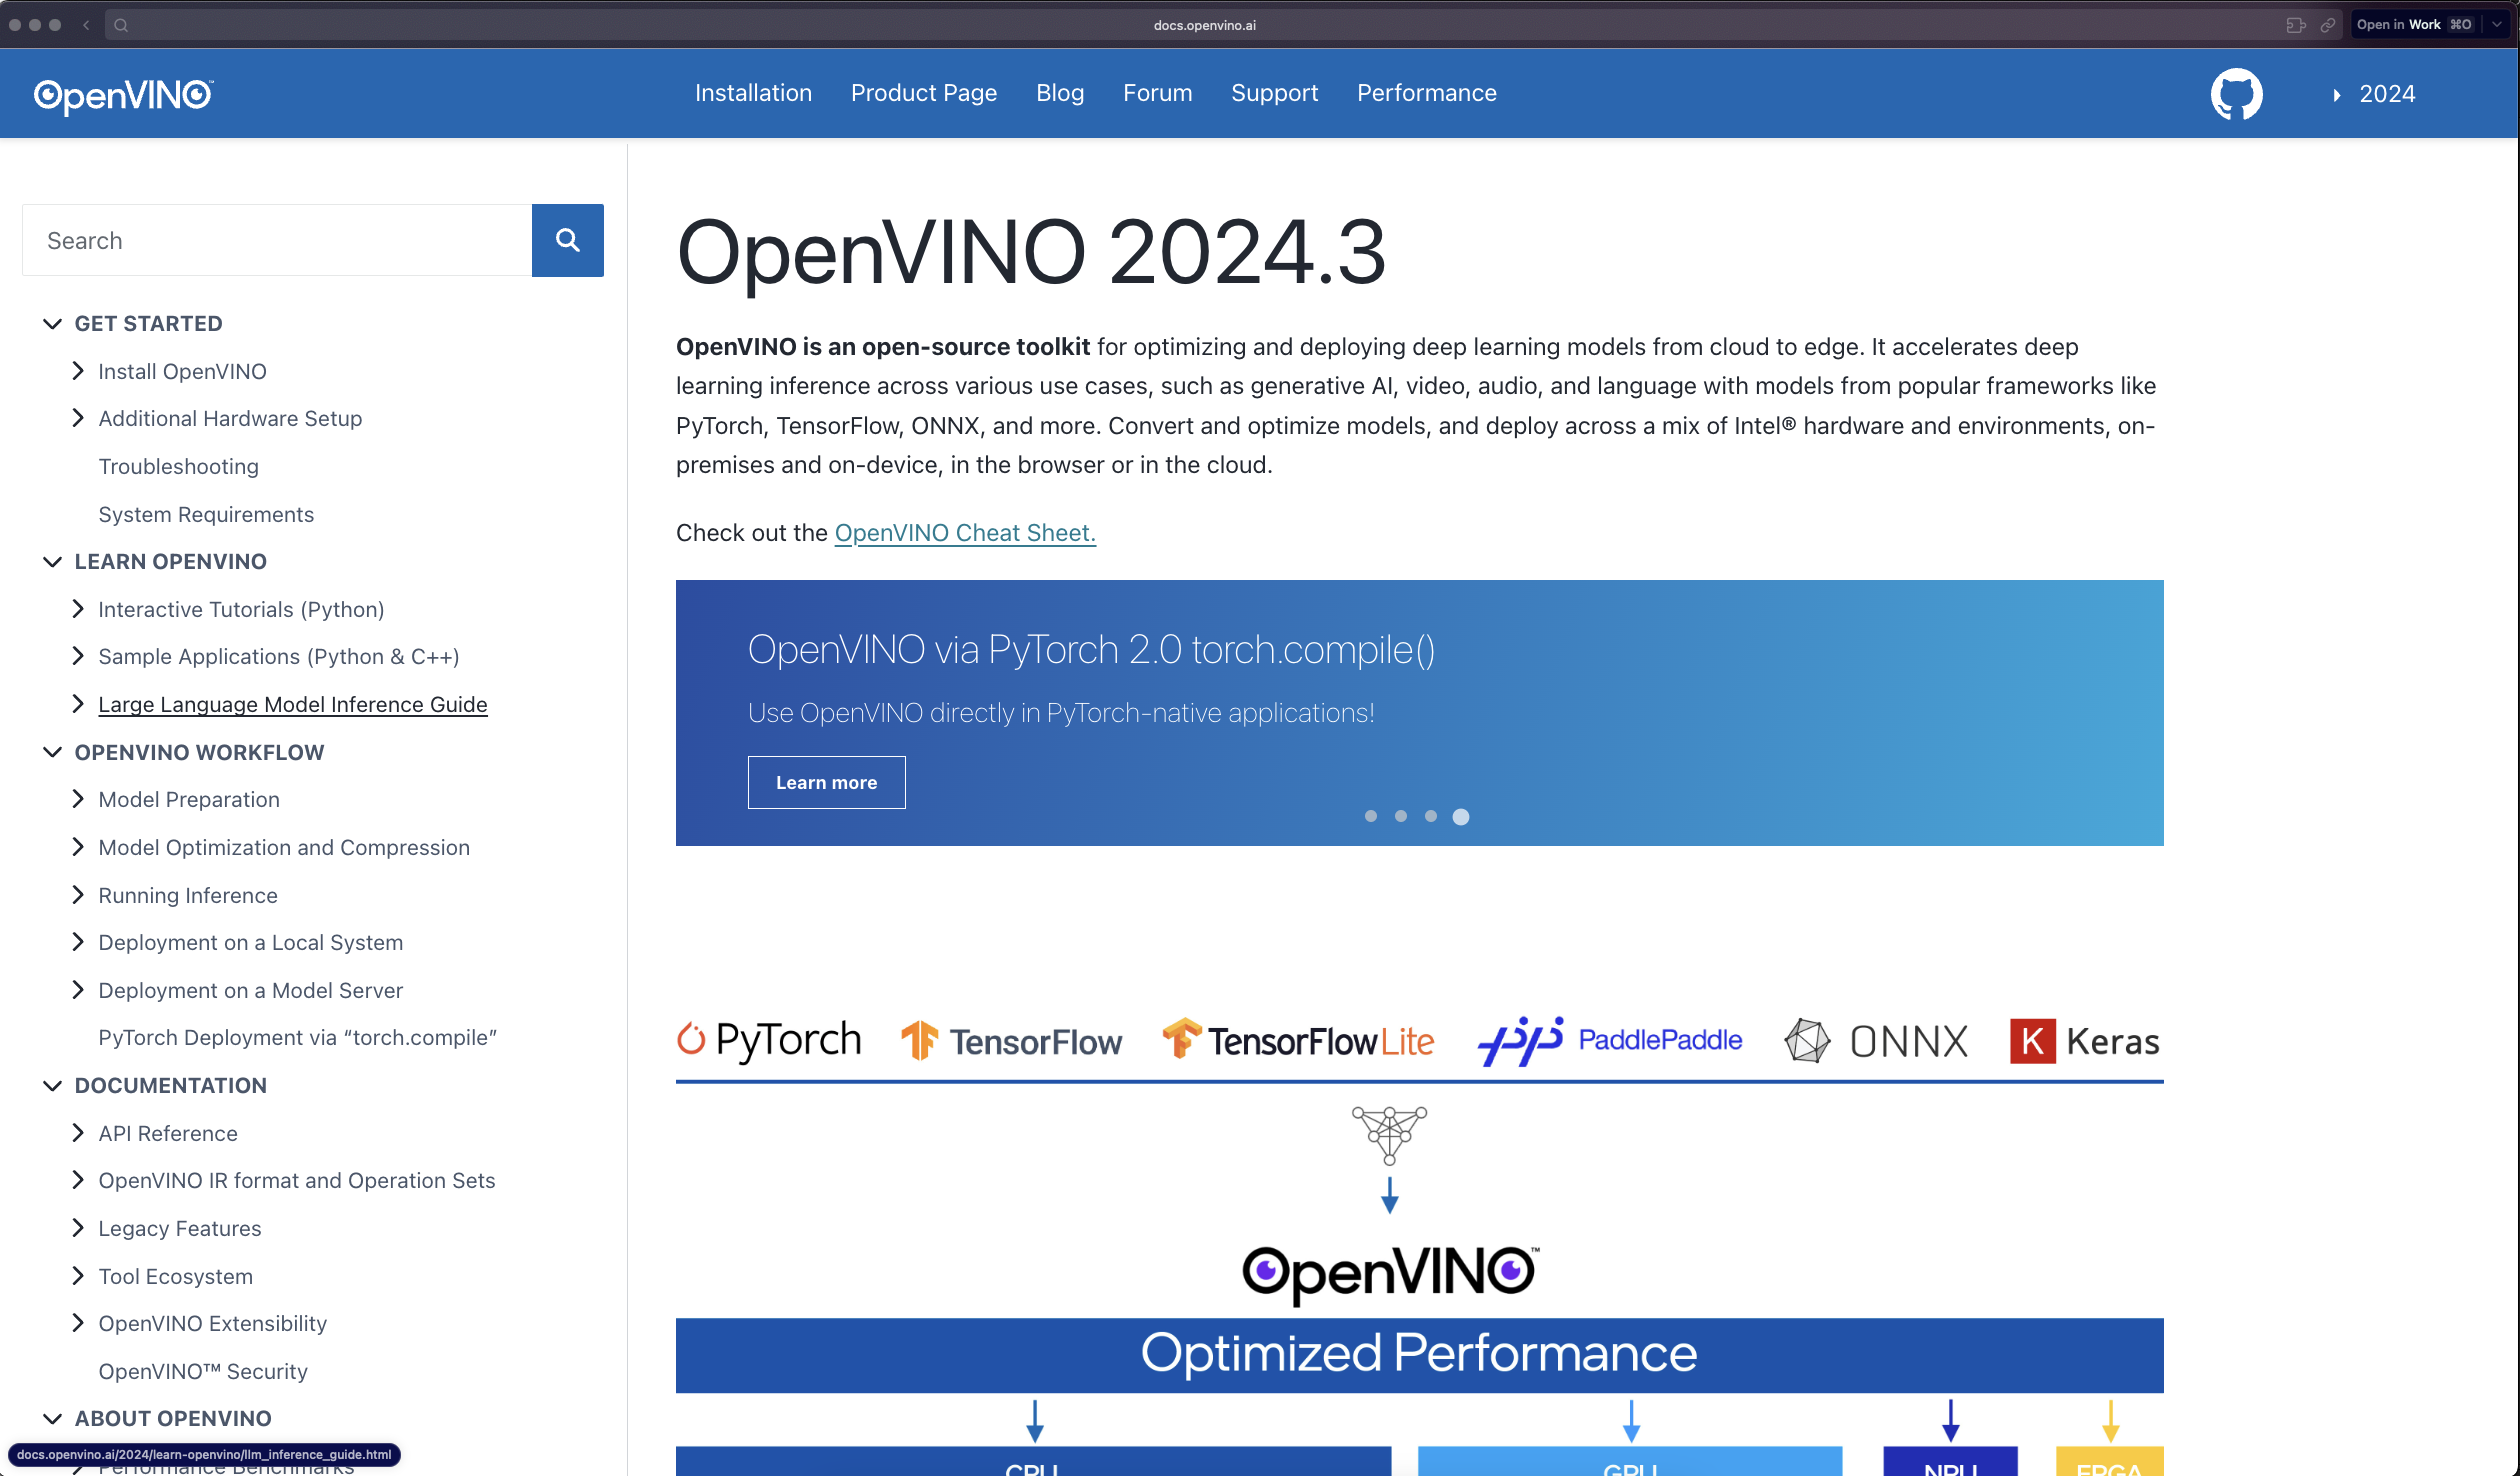 docs.openvino.ai
Open in Work ⌘O
OpenVINO™
Installation
Product Page
Blog
Forum
Support
Performance
2024
Search
GET STARTED
Install OpenVINO
Additional Hardware Setup
Troubleshooting
System Requirements
LEARN OPENVINO
Interactive Tutorials (Python)
Sample Applications (Python & C++)
Large Language Model Inference Guide
OPENVINO WORKFLOW
Model Preparation
Model Optimization and Compression
Running Inference
Deployment on a Local System
Deployment on a Model Server
PyTorch Deployment via “torch.compile”
DOCUMENTATION
API Reference
OpenVINO IR format and Operation Sets
Legacy Features
Tool Ecosystem
OpenVINO Extensibility
OpenVINO™ Security
ABOUT OPENVINO
docs.openvino.ai/2024/learn-openvino/llm_inference_guide.html
Performance Benchmarks
OpenVINO 2024.3
OpenVINO is an open-source toolkit for optimizing and deploying deep learning models from cloud to edge. It accelerates deep
learning inference across various use cases, such as generative AI, video, audio, and language with models from popular frameworks like
PyTorch, TensorFlow, ONNX, and more. Convert and optimize models, and deploy across a mix of Intel® hardware and environments, on-
premises and on-device, in the browser or in the cloud.
Check out the OpenVINO Cheat Sheet.
OpenVINO via PyTorch 2.0 torch.compile()
Use OpenVINO directly in PyTorch-native applications!
Learn more
PyTorch
TensorFlow
TensorFlow Lite
PaddlePaddle
ONNX
K Keras
OpenVINO™
Optimized Performance
CPU
GPU
NPU
FPGA